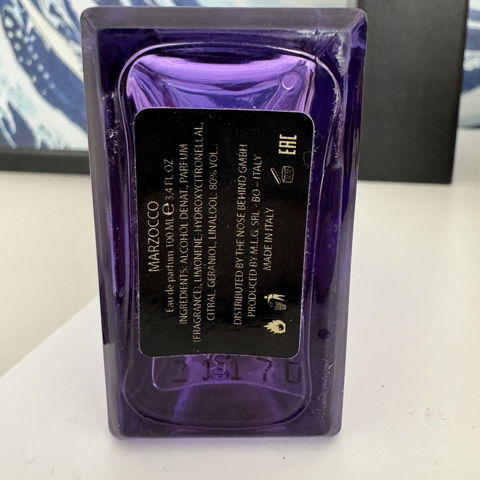 MARZOCCO
Eau de parfum 100 ML ℮ 3,4 FL OZ
INGREDIENTS: ALCOHOL DENAT., PARFUM
(FRAGRANCE), LIMONENE, HYDROXYCITRONELLAL,
CITRAL, GERANIOL, LINALOOL. 80% VOL.
DISTRIBUTED BY THE NOSE BEHIND GMBH
PRODUCED BY M.L.G. SRL - BO - ITALY
MADE IN ITALY
EAC